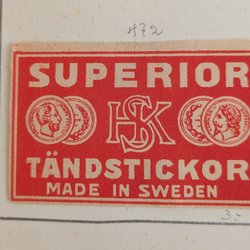 472
SUPERIOR
HSK
TÄNDSTICKOR
MADE IN SWEDEN
3.-